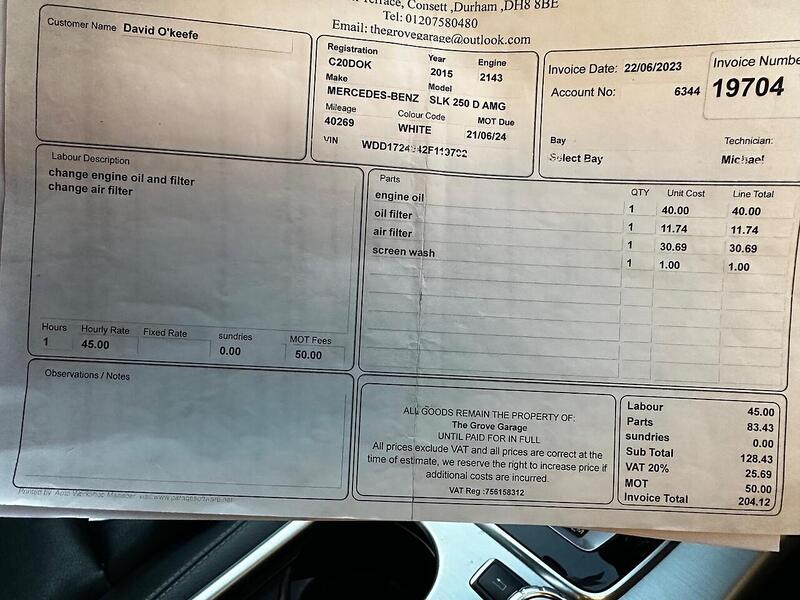 Terrace, Consett ,Durham ,DH8 8BE
Tel: 01207580480
Email: thegrovegarage@outlook.com
Customer Name David O'keefe
Registration Year Engine
C20DOK 2015 2143
Make Model
MERCEDES-BENZ SLK 250 D AMG
Mileage Colour Code MOT Due
40269 WHITE 21/06/24
VIN
Invoice Date: 22/06/2023
Account No: 6344
Invoice Numbe
19704
Bay Technician:
Select Bay Michael
Labour Description
change engine oil and filter
change air filter
Hours Hourly Rate Fixed Rate sundries MOT Fees
1 45.00 0.00 50.00
Parts QTY Unit Cost Line Total
engine oil 1 40.00 40.00
oil filter 1 11.74 11.74
air filter 1 30.69 30.69
screen wash 1 1.00 1.00
Observations / Notes
ALL GOODS REMAIN THE PROPERTY OF:
The Grove Garage
UNTIL PAID FOR IN FULL
All prices exclude VAT and all prices are correct at the
time of estimate, we reserve the right to increase price if
additional costs are incurred.
VAT Reg :756158312
Labour 45.00
Parts 83.43
sundries 0.00
Sub Total 128.43
VAT 20% 25.69
MOT 50.00
Invoice Total 204.12
Printed by Auto Workshop Manager